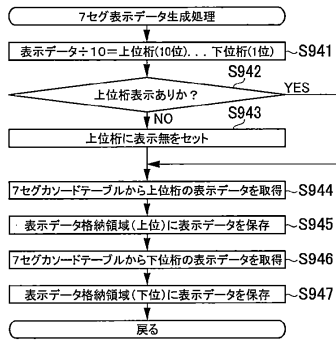 7セグ表示データ生成処理
表示データ÷10＝上位桁(10位)...下位桁(1位)
S941
S942
上位桁表示ありか?
YES
NO
S943
上位桁に表示無をセット
7セグカソードテーブルから上位桁の表示データを取得
S944
表示データ格納領域(上位)に表示データを保存
S945
7セグカソードテーブルから下位桁の表示データを取得
S946
表示データ格納領域(下位)に表示データを保存
S947
戻る